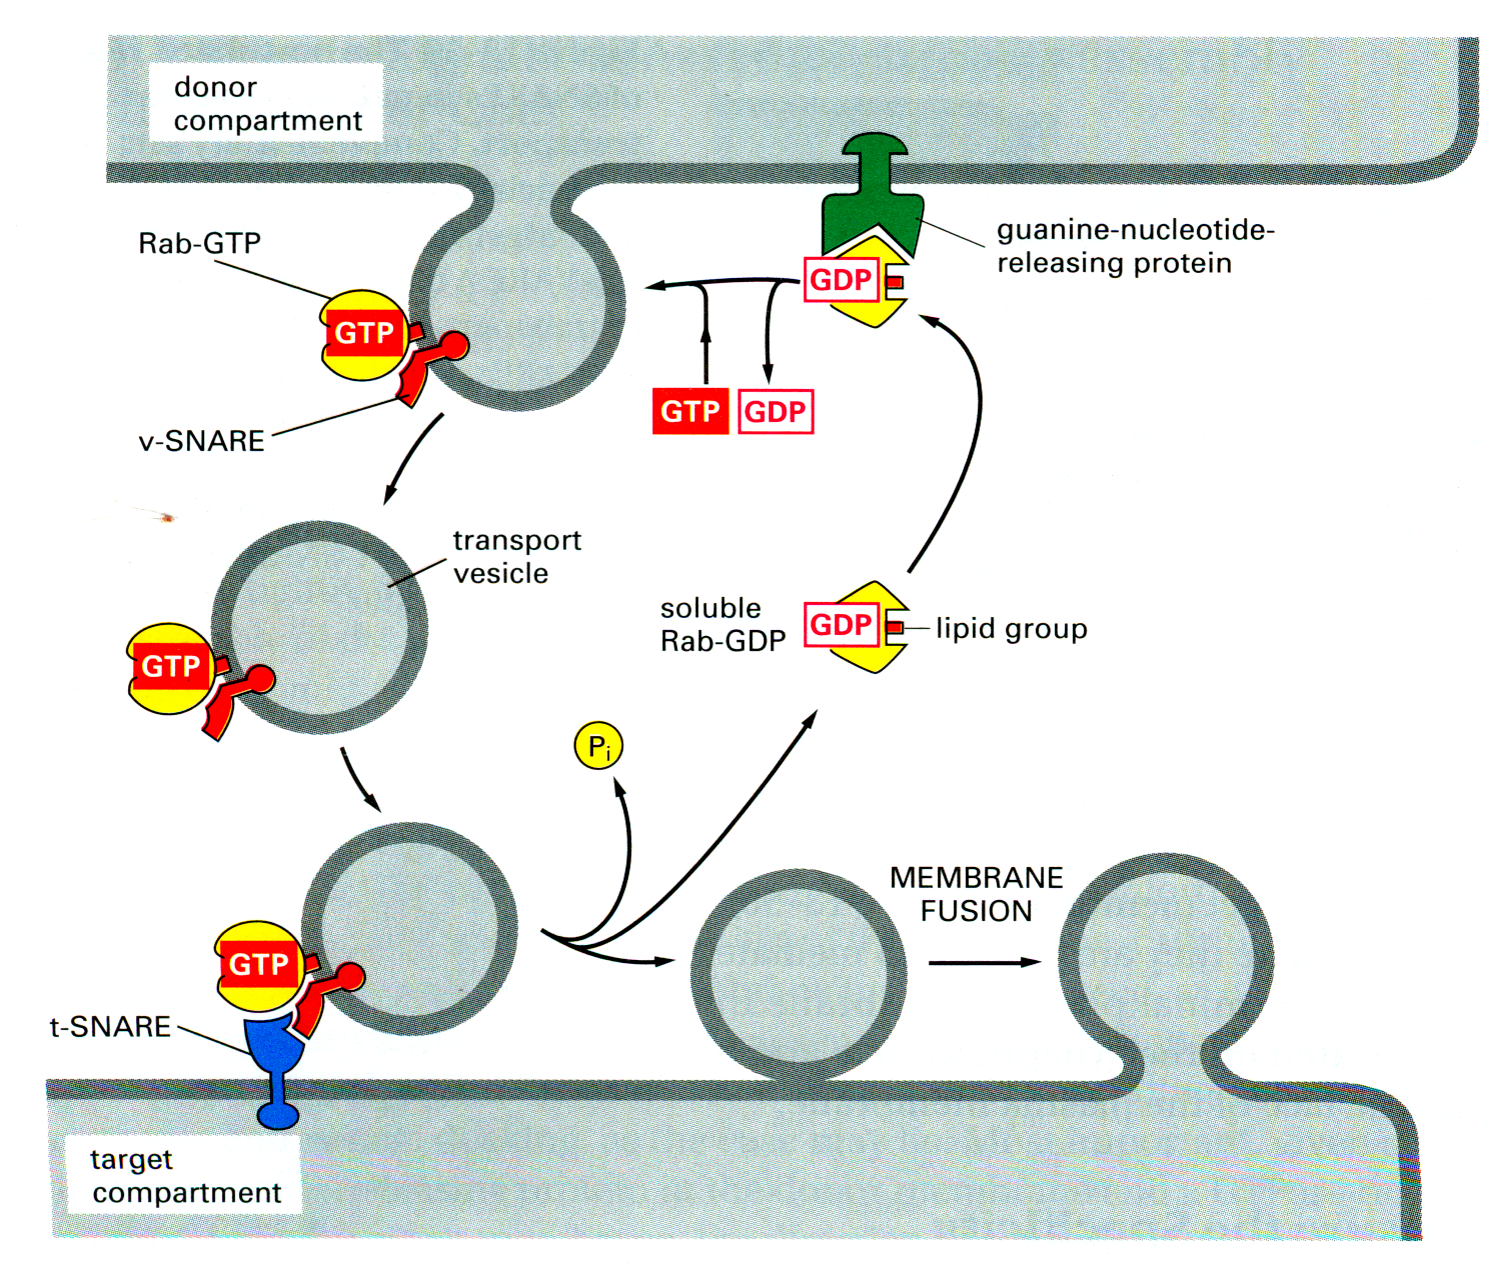 donor
compartment
Rab-GTP
guanine-nucleotide-
releasing protein
GDP
GTP
GTP
GDP
v-SNARE
transport
vesicle
soluble
Rab-GDP
GDP
lipid group
GTP
Pi
MEMBRANE
FUSION
GTP
t-SNARE
target
compartment